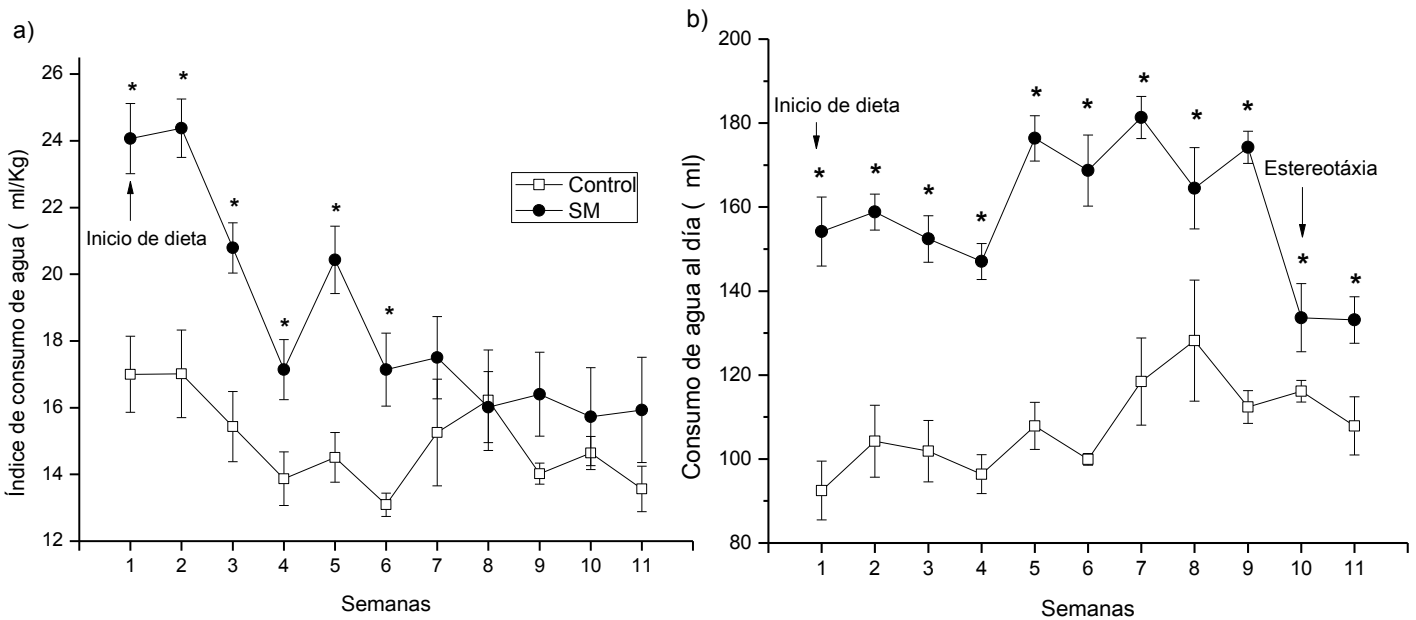 a)
Índice de consumo de agua ( ml/Kg)
26
24
22
20
18
16
14
12
* * * * * *
Inicio de dieta
Control
SM
1 2 3 4 5 6 7 8 9 10 11
Semanas
b)
Consumo de agua al día ( ml)
200
180
160
140
120
100
80
Inicio de dieta
* * * * * * * * * * *
Estereotáxia
1 2 3 4 5 6 7 8 9 10 11
Semanas